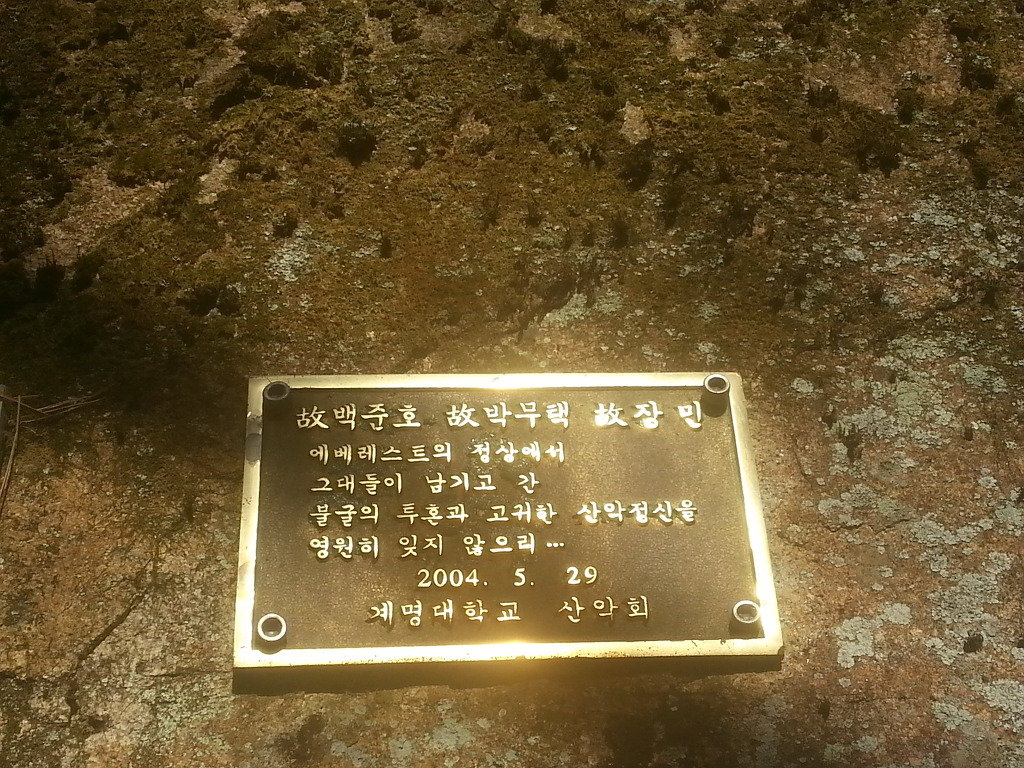 故백준호 故박무택 故장민
에베레스트의 정상에서
그대들이 남기고 간
불굴의 투혼과 고귀한 산악정신을
영원히 잊지 않으리…
2004. 5. 29
계명대학교 산악회